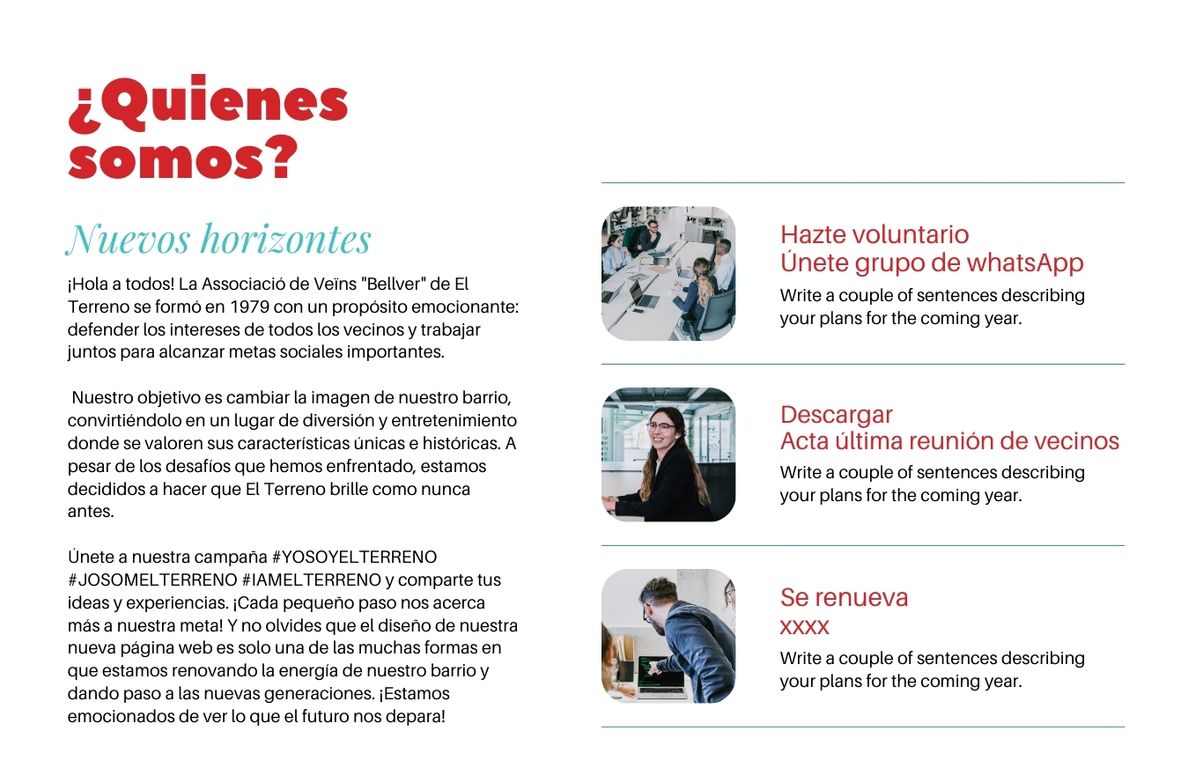 ¿Quienes
somos?
Nuevos horizontes
¡Hola a todos! La Associació de Veïns "Bellver" de El
Terreno se formó en 1979 con un propósito emocionante:
defender los intereses de todos los vecinos y trabajar
juntos para alcanzar metas sociales importantes.
Nuestro objetivo es cambiar la imagen de nuestro barrio,
convirtiéndolo en un lugar de diversión y entretenimiento
donde se valoren sus características únicas e históricas. A
pesar de los desafíos que hemos enfrentado, estamos
decididos a hacer que El Terreno brille como nunca
antes.
Únete a nuestra campaña #YOSOYELTERRENO
#JOSOMELTERRENO #IAMELTERRENO y comparte tus
ideas y experiencias. ¡Cada pequeño paso nos acerca
más a nuestra meta! Y no olvides que el diseño de nuestra
nueva página web es solo una de las muchas formas en
que estamos renovando la energía de nuestro barrio y
dando paso a las nuevas generaciones. ¡Estamos
emocionados de ver lo que el futuro nos depara!
Hazte voluntario
Únete grupo de whatsApp
Write a couple of sentences describing
your plans for the coming year.
Descargar
Acta última reunión de vecinos
Write a couple of sentences describing
your plans for the coming year.
Se renueva
xxxx
Write a couple of sentences describing
your plans for the coming year.